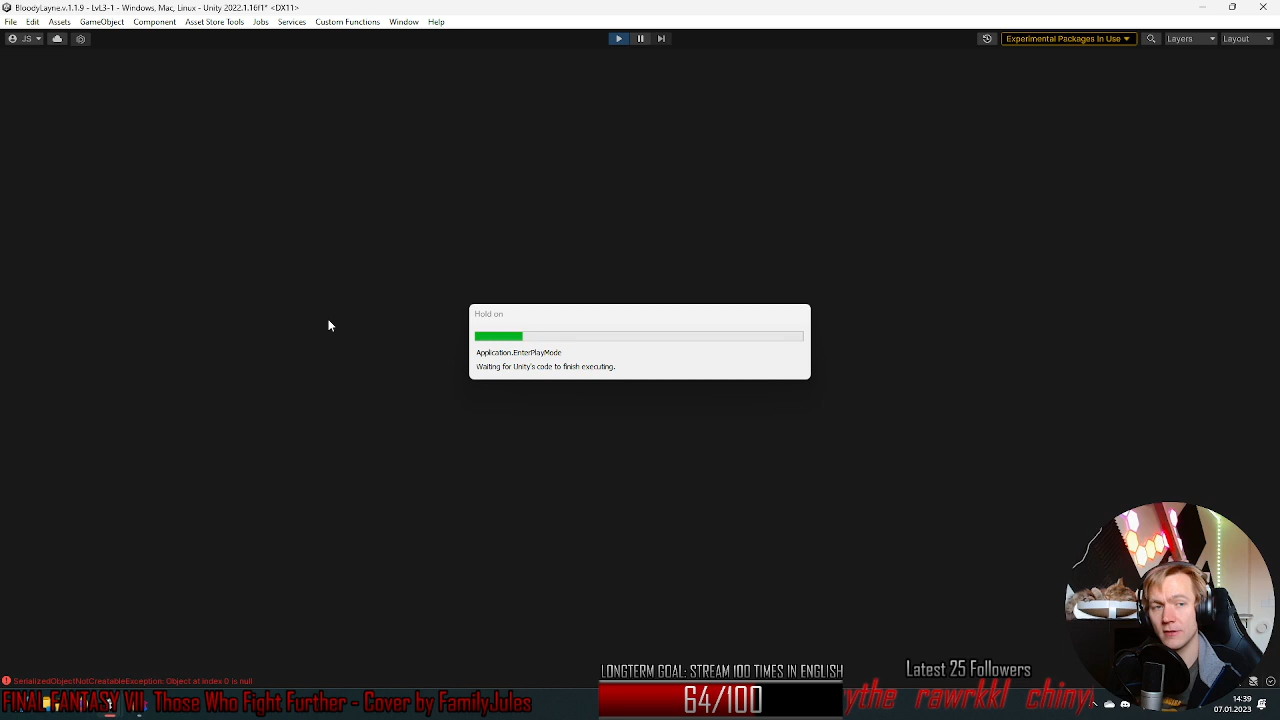 BloodyLayne.v.1.1.9 - LvL3-1 - Windows, Mac, Linux - Unity 2022.1.16f1* <DX11>
File Edit Assets GameObject Component Asset Store Tools Jobs Services Custom Functions Window Help
JS Experimental Packages In Use Layers Layout
Hold on
Application.EnterPlayMode
Waiting for Unity's code to finish executing.
SerializedObjectNotCreatableException: Object at index 0 is null
FINAL FANTASY VII. Those Who Fight Further - Cover by FamilyJules
LONGTERM GOAL: STREAM 100 TIMES IN ENGLISH
64/100
Latest 25 Followers
ythe rawrkkl chiny
14:39
07.01.2023